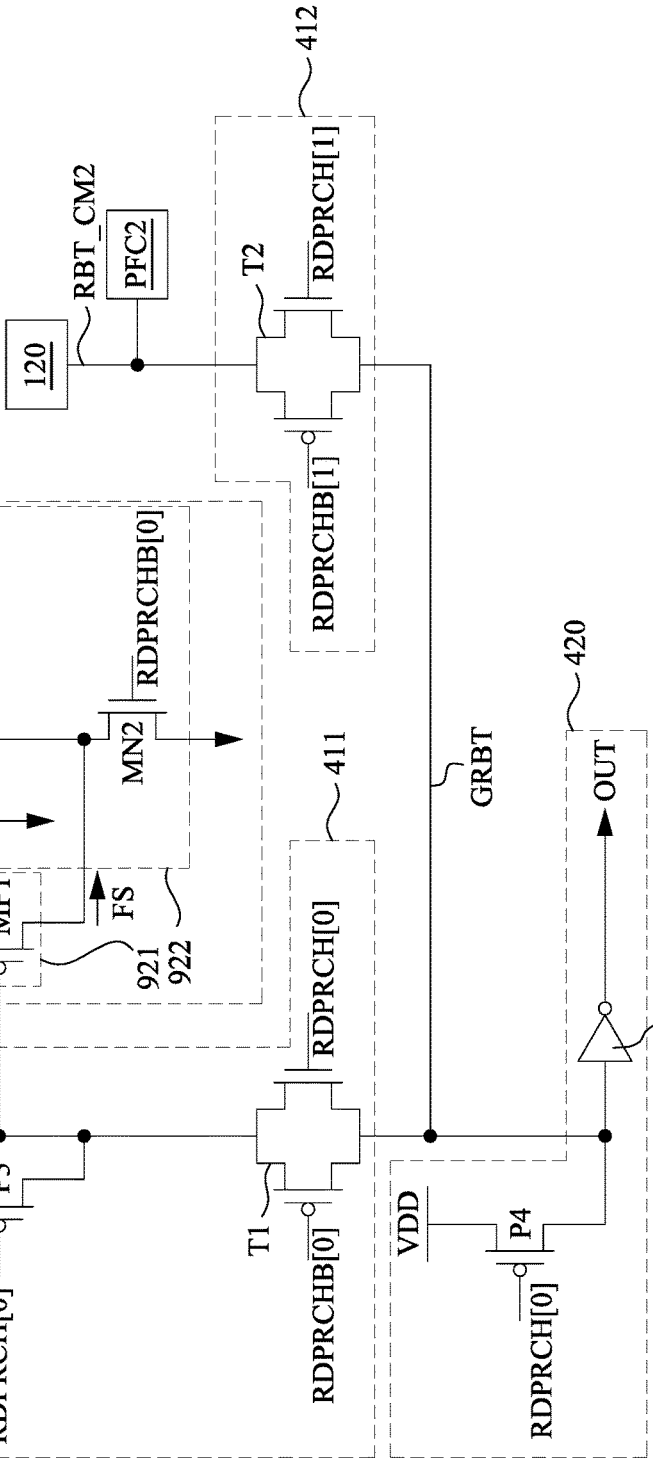 412
RBT_CM2
PFC2
120
T2
RDPRCH[1]
RDPRCHB[1]
RDPRCHB[0]
MN2
420
411
GRBT
OUT
FS
921
922
RDPRCH[0]
T1
RDPRCHB[0]
VDD
P4
RDPRCH[0]